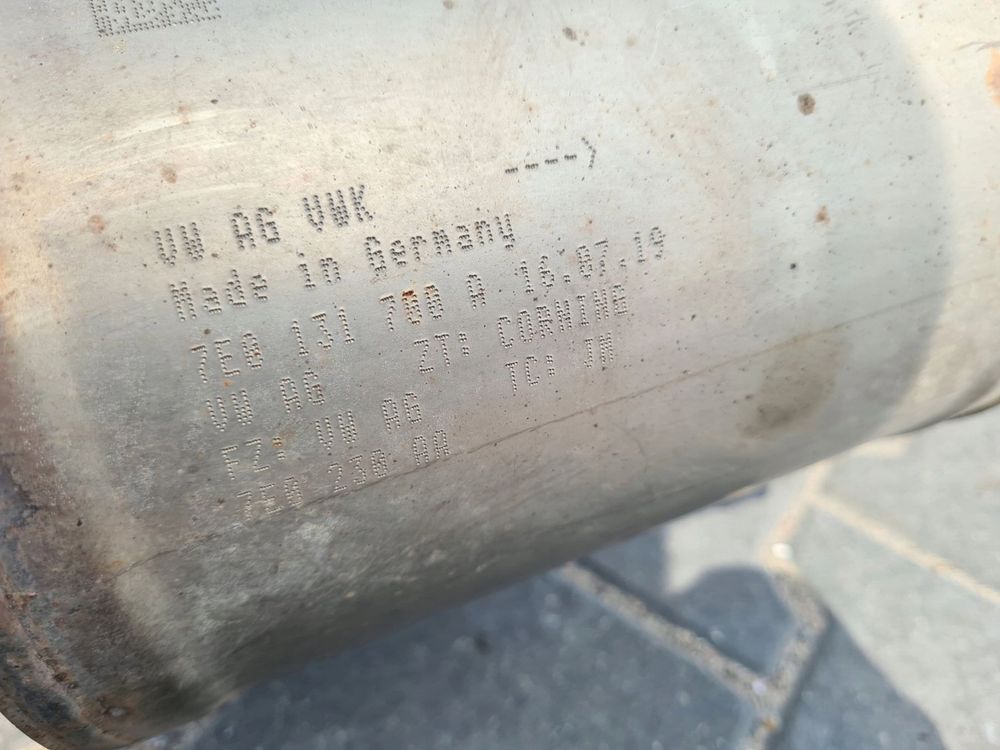 ---->
VW AG VWK
Made in Germany
7E0 131 700 A 16.07.19
VW AG ZT: CORNING
FZ: VW AG TC: JM
7E0 230 AA